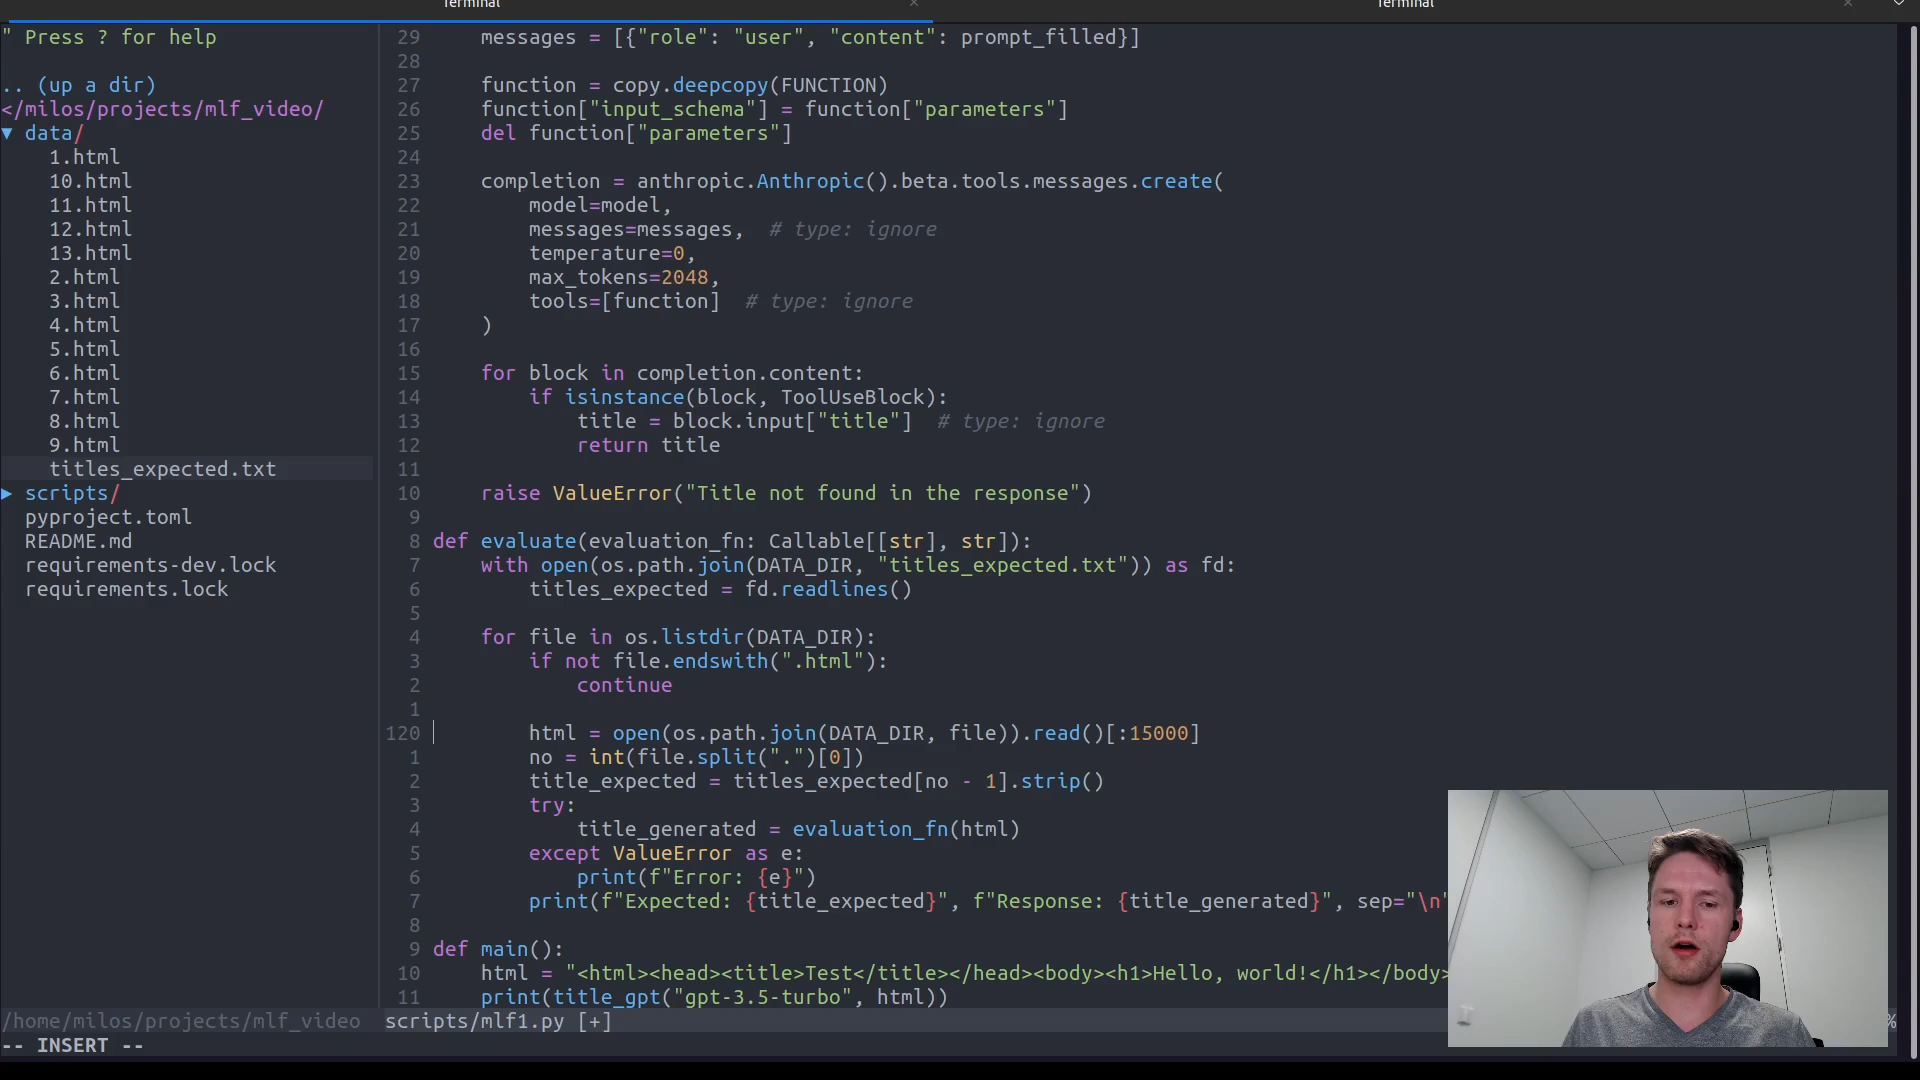 Terminal × Terminal ×
" Press ? for help
.. (up a dir)
</milos/projects/mlf_video/
▼ data/
1.html
10.html
11.html
12.html
13.html
2.html
3.html
4.html
5.html
6.html
7.html
8.html
9.html
titles_expected.txt
▶ scripts/
pyproject.toml
README.md
requirements-dev.lock
requirements.lock
/home/milos/projects/mlf_video
29 messages = [{"role": "user", "content": prompt_filled}]
28
27 function = copy.deepcopy(FUNCTION)
26 function["input_schema"] = function["parameters"]
25 del function["parameters"]
24
23 completion = anthropic.Anthropic().beta.tools.messages.create(
22 model=model,
21 messages=messages,  # type: ignore
20 temperature=0,
19 max_tokens=2048,
18 tools=[function]  # type: ignore
17 )
16
15 for block in completion.content:
14 if isinstance(block, ToolUseBlock):
13 title = block.input["title"]  # type: ignore
12 return title
11
10 raise ValueError("Title not found in the response")
9
8 def evaluate(evaluation_fn: Callable[[str], str]):
7 with open(os.path.join(DATA_DIR, "titles_expected.txt")) as fd:
6 titles_expected = fd.readlines()
5
4 for file in os.listdir(DATA_DIR):
3 if not file.endswith(".html"):
2 continue
1
120 html = open(os.path.join(DATA_DIR, file)).read()[:15000]
1 no = int(file.split(".")[0])
2 title_expected = titles_expected[no - 1].strip()
3 try:
4 title_generated = evaluation_fn(html)
5 except ValueError as e:
6 print(f"Error: {e}")
7 print(f"Expected: {title_expected}", f"Response: {title_generated}", sep="\n"
8
9 def main():
10 html = "<html><head><title>Test</title></head><body><h1>Hello, world!</h1></body>
11 print(title_gpt("gpt-3.5-turbo", html))
scripts/mlf1.py [+]
%
-- INSERT --